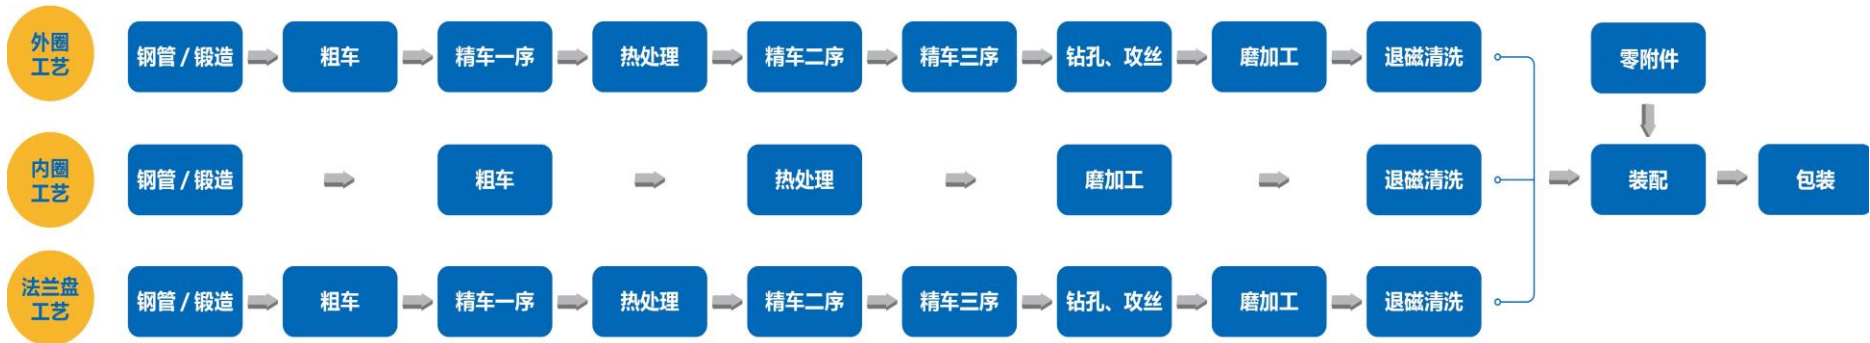 外圈
工艺
钢管 / 锻造
粗车
精车一序
热处理
精车二序
精车三序
钻孔、攻丝
磨加工
退磁清洗
零附件
内圈
工艺
钢管 / 锻造
粗车
热处理
磨加工
退磁清洗
装配
包装
法兰盘
工艺
钢管 / 锻造
粗车
精车一序
热处理
精车二序
精车三序
钻孔、攻丝
磨加工
退磁清洗